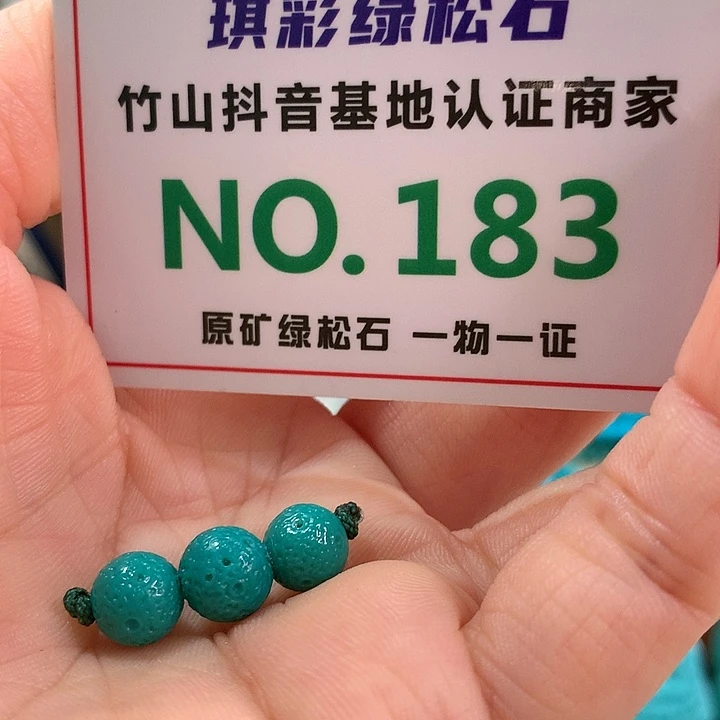 琪彩绿松石
竹山抖音基地认证商家
NO.183
原矿绿松石 一物一证